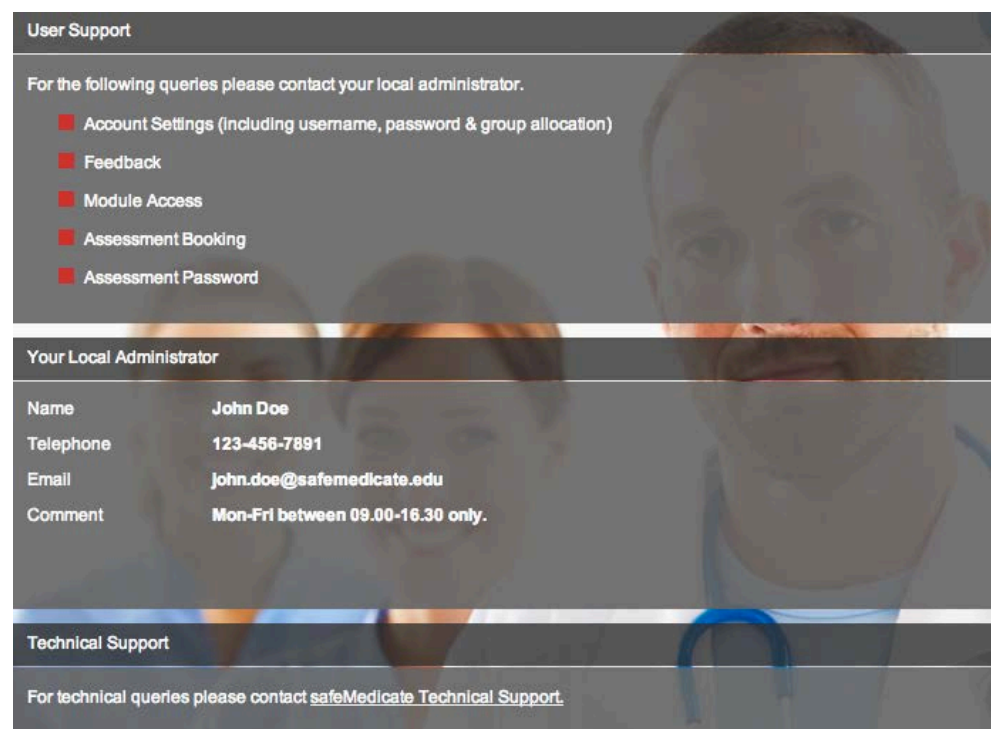 User Support
For the following queries please contact your local administrator.
Account Settings (including username, password & group allocation)
Feedback
Module Access
Assessment Booking
Assessment Password
Your Local Administrator
Name John Doe
Telephone 123-456-7891
Email john.doe@safemedicate.edu
Comment Mon-Fri between 09.00-16.30 only.
Technical Support
For technical queries please contact safeMedicate Technical Support.